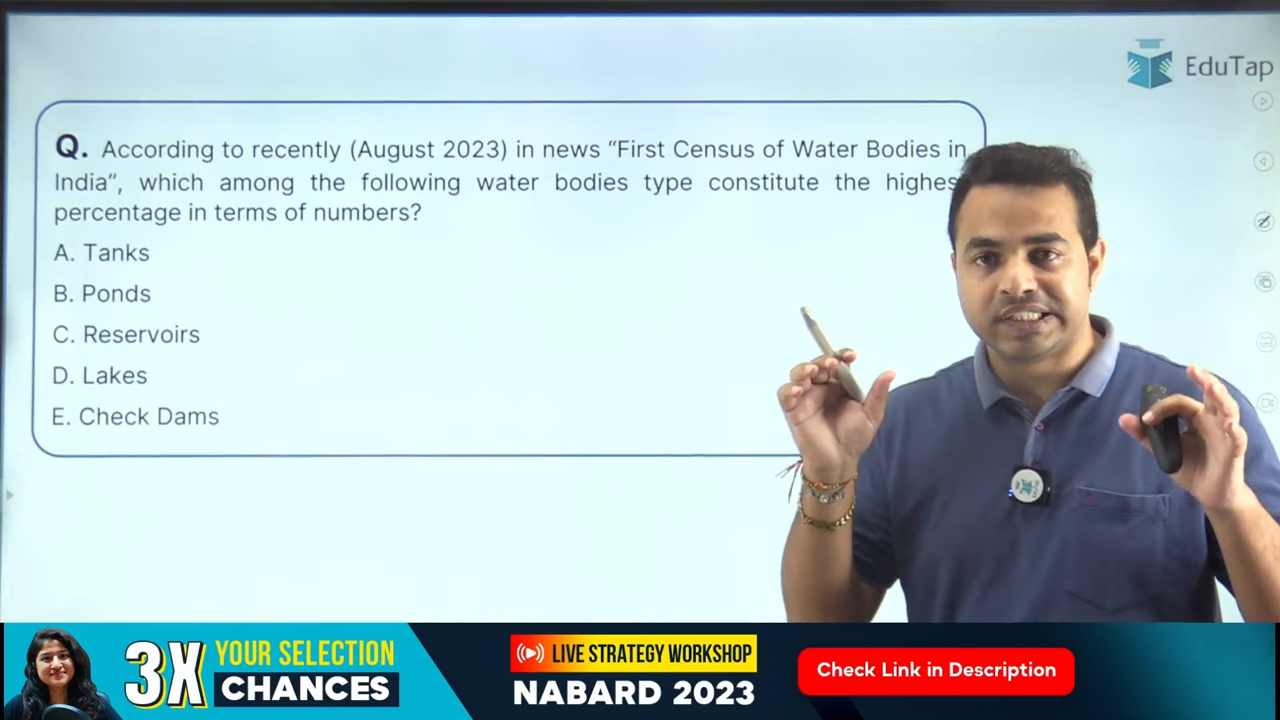 EduTap
Q. According to recently (August 2023) in news “First Census of Water Bodies in
India”, which among the following water bodies type constitute the highes
percentage in terms of numbers?
A. Tanks
B. Ponds
C. Reservoirs
D. Lakes
E. Check Dams
3X YOUR SELECTION
CHANCES
LIVE STRATEGY WORKSHOP
NABARD 2023
Check Link in Description